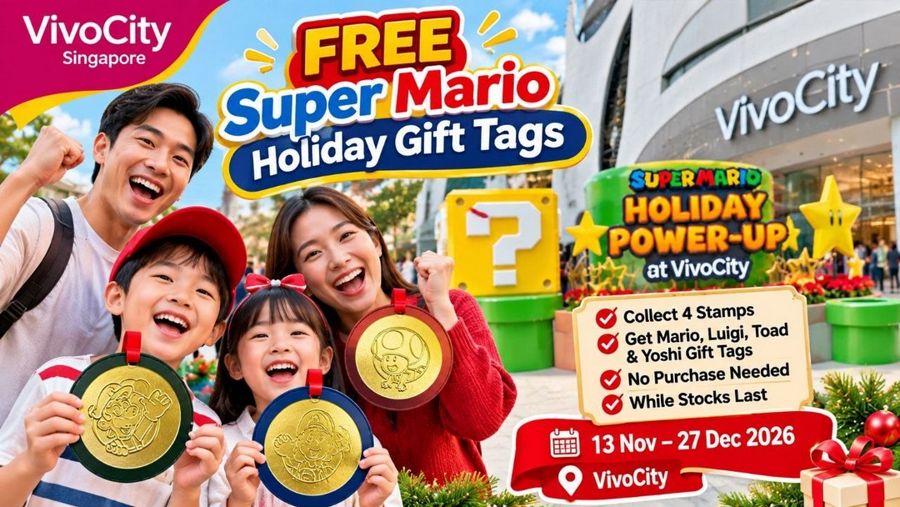 VivoCity
Singapore
FREE
Super Mario
Holiday Gift Tags
VivoCity
?
SUPER MARIO
HOLIDAY
POWER-UP
at VivoCity
Collect 4 Stamps
Get Mario, Luigi, Toad
& Yoshi Gift Tags
No Purchase Needed
While Stocks Last
13 Nov – 27 Dec 2026
VivoCity